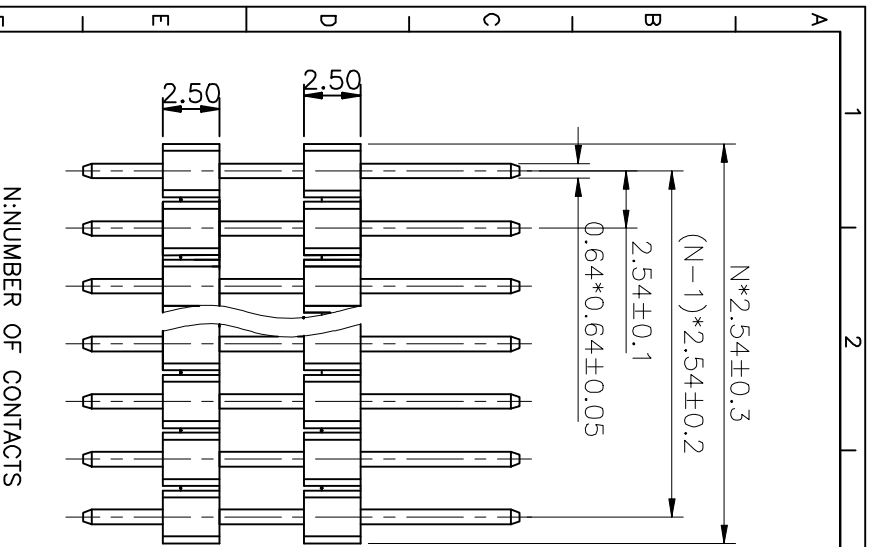 A
B
C
D
E
F
1
2
N*2.54±0.3
(N-1)*2.54±0.2
2.54±0.1
0.64*0.64±0.05
2.50
2.50
N:NUMBER OF CONTACTS